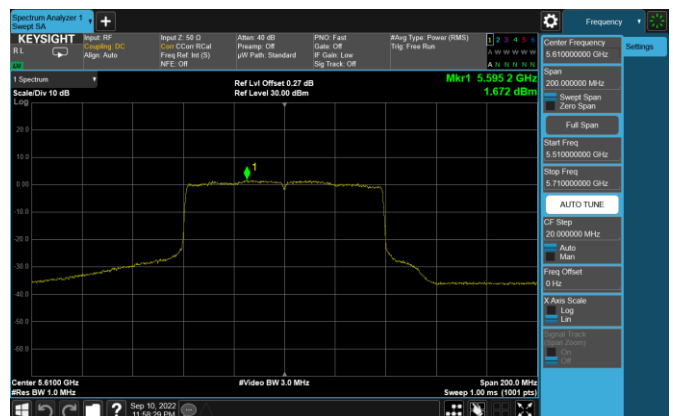 Spectrum Analyzer 1
Swept SA
+
Frequency
KEYSIGHT
R L
Input: RF
Coupling: DC
Align: Auto
Input Z: 50 Ω
Corr CCorr RCal
Freq Ref: Int (S)
NFE: Off
Atten: 40 dB
Preamp: Off
µW Path: Standard
PNO: Fast
Gate: Off
IF Gain: Low
Sig Track: Off
#Avg Type: Power (RMS)
Trig: Free Run
1 2 3 4 5 6
A W W W W W
A N N N N N
1 Spectrum
Scale/Div 10 dB
Log
Ref Lvl Offset 0.27 dB
Ref Level 30.00 dBm
Mkr1 5.595 2 GHz
1.672 dBm
1
20.0
10.0
0.00
-10.0
-20.0
-30.0
-40.0
-50.0
-60.0
Center 5.6100 GHz
#Res BW 1.0 MHz
#Video BW 3.0 MHz
Span 200.0 MHz
Sweep 1.00 ms (1001 pts)
Sep 10, 2022
11:58:29 PM
?
Center Frequency
5.610000000 GHz
Settings
Span
200.000000 MHz
Swept Span
Zero Span
Full Span
Start Freq
5.510000000 GHz
Stop Freq
5.710000000 GHz
AUTO TUNE
CF Step
20.000000 MHz
Auto
Man
Freq Offset
0 Hz
X Axis Scale
Log
Lin
Signal Track
(Span Zoom)
On
Off